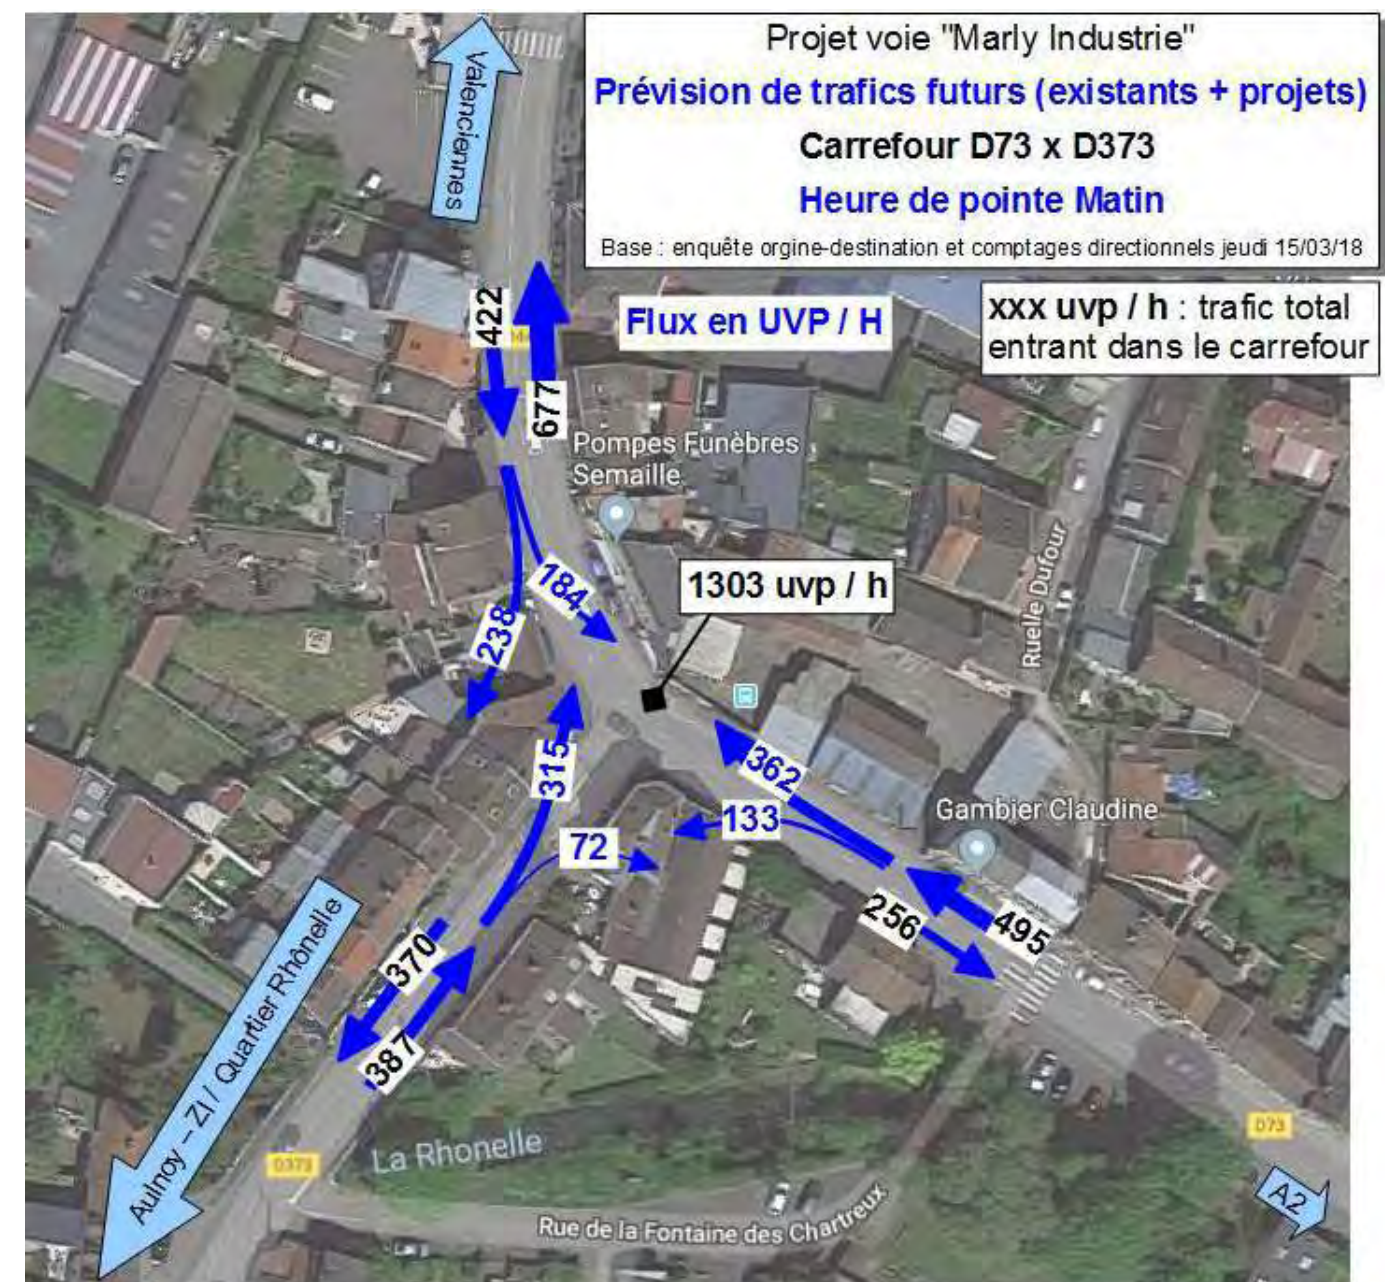 Projet voie "Marly Industrie"
Prévision de trafics futurs (existants + projets)
Carrefour D73 x D373
Heure de pointe Matin
Base : enquête orgine-destination et comptages directionnels jeudi 15/03/18
Valenciennes
422
677
Flux en UVP / H
xxx uvp / h : trafic total
entrant dans le carrefour
Pompes Funèbres
Semaille
184
238
1303 uvp / h
Ruelle Dufour
315
362
133
72
Gambier Claudine
256
495
370
387
Aulnoy – ZI / Quartier Rhônelle
La Rhonelle
D373
D73
A2
Rue de la Fontaine des Chartreux